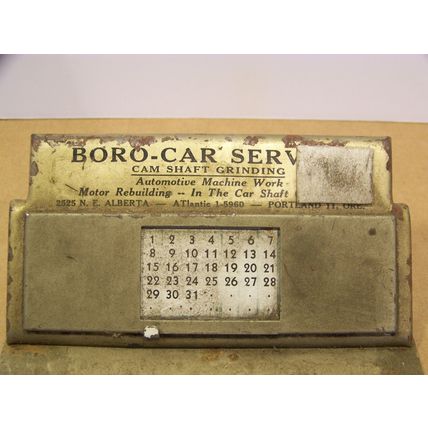 BORO-CAR SERV
CAM SHAFT GRINDING
Automotive Machine Work
Motor Rebuilding -- In The Car Shaft
2525 N. E. ALBERTA — ATlantic 1-5960 — PORTLAND 11, ORE.
1 2 3 4 5 6 7
8 9 10 11 12 13 14
15 16 17 18 19 20 21
22 23 24 25 26 27 28
29 30 31